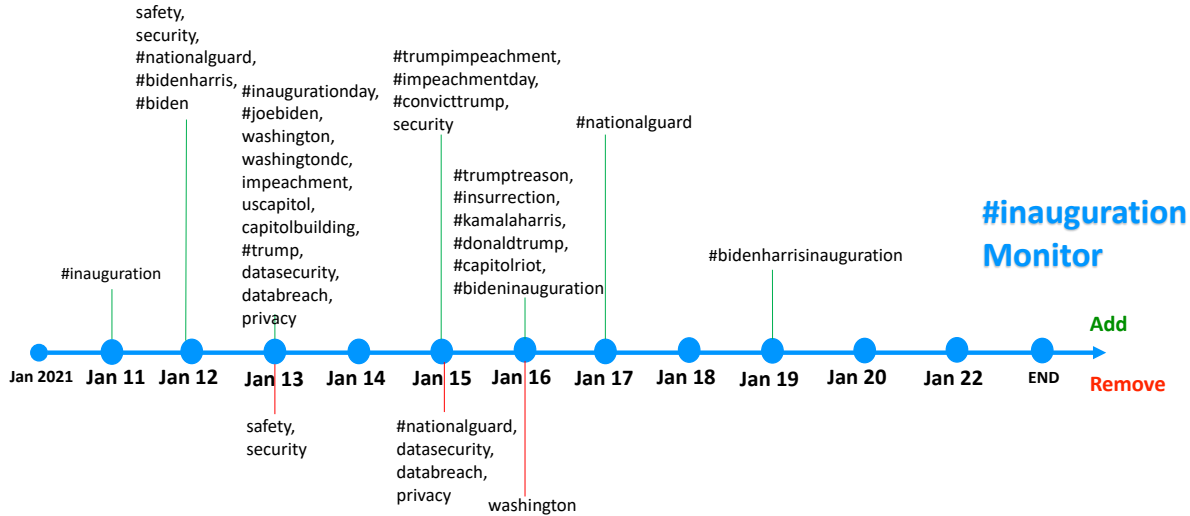 safety,
security,
#nationalguard,
#bidenharris,
#biden
#inaugurationday,
#joebiden,
washington,
washingtondc,
impeachment,
uscapitol,
capitolbuilding,
#trump,
datasecurity,
databreach,
privacy
#trumpimpeachment,
#impeachmentday,
#convicttrump,
security
#nationalguard
#trumptreason,
#insurrection,
#kamalaharris,
#donaldtrump,
#capitolriot,
#bideninauguration
#inauguration
#bidenharrisinauguration
#inauguration
Monitor
Add
Jan 2021
Jan 11
Jan 12
Jan 13
Jan 14
Jan 15
Jan 16
Jan 17
Jan 18
Jan 19
Jan 20
Jan 22
END
Remove
safety,
security
#nationalguard,
datasecurity,
databreach,
privacy
washington